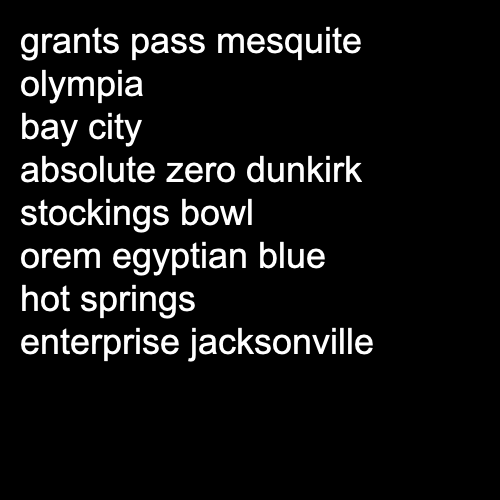 grants pass mesquite
olympia
bay city
absolute zero dunkirk
stockings bowl
orem egyptian blue
hot springs
enterprise jacksonville